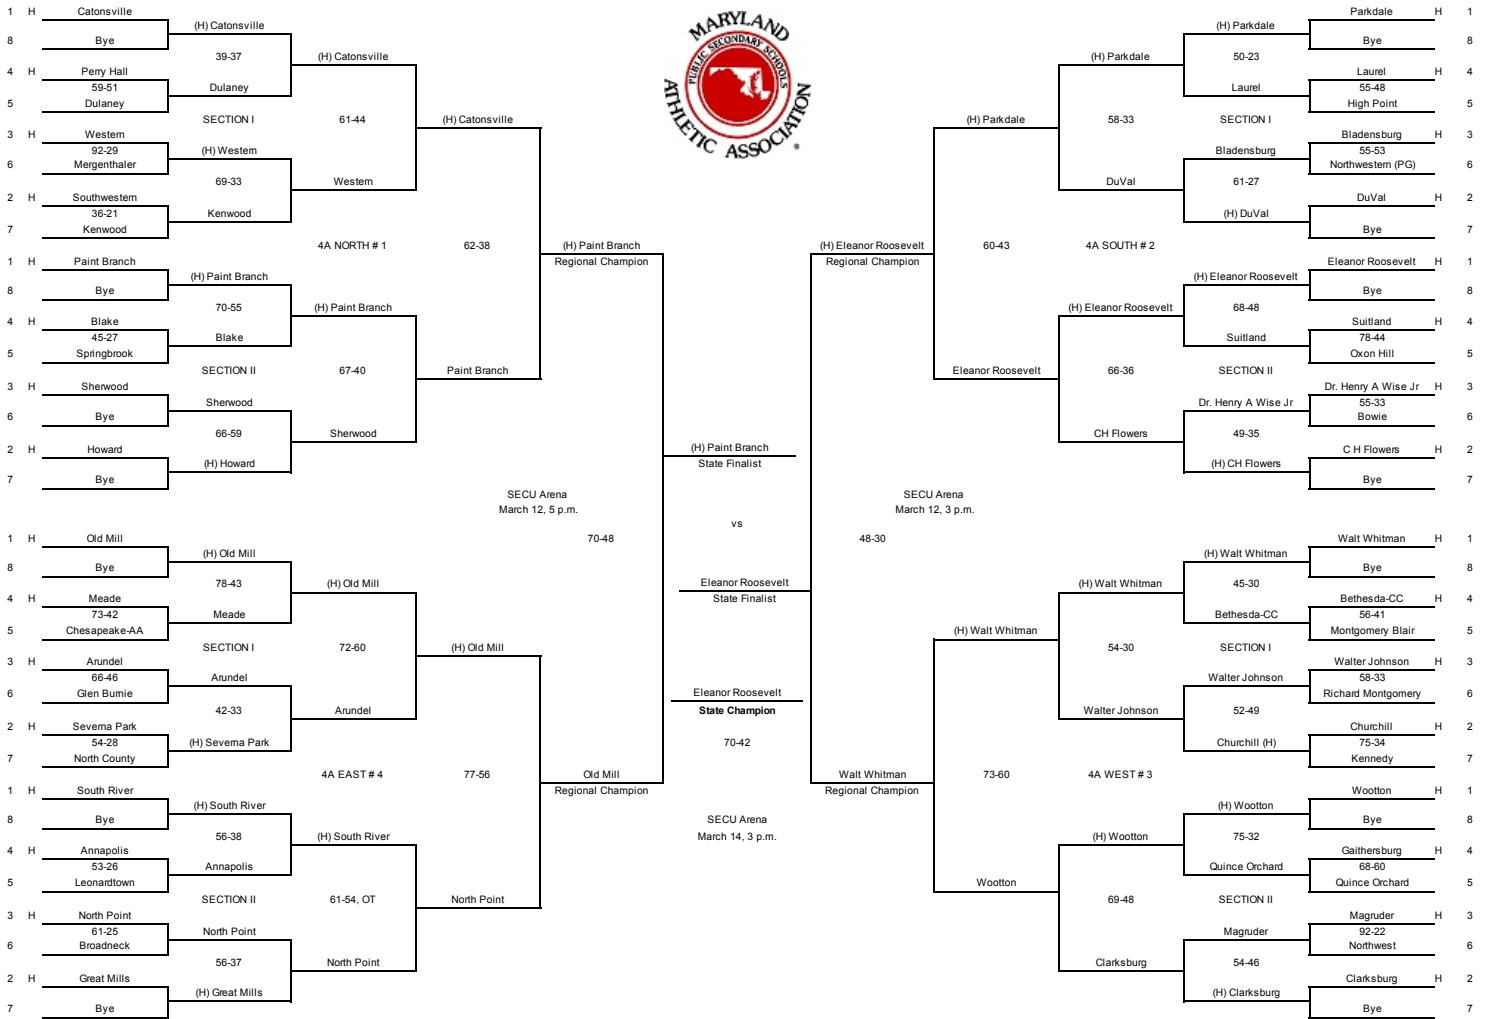 MARYLAND
PUBLIC SECONDARY SCHOOLS
ATHLETIC ASSOCIATION
®
1 H Catonsville
(H) Catonsville
8 Bye
39-37
(H) Catonsville
4 H Perry Hall
59-51
Dulaney
5 Dulaney
SECTION I
61-44
(H) Catonsville
3 H Western
92-29
(H) Western
6 Mergenthaler
69-33
Western
2 H Southwestern
36-21
Kenwood
7 Kenwood
4A NORTH # 1
62-38
(H) Paint Branch
Regional Champion
1 H Paint Branch
(H) Paint Branch
8 Bye
70-55
(H) Paint Branch
4 H Blake
45-27
Blake
5 Springbrook
SECTION II
67-40
Paint Branch
3 H Sherwood
Sherwood
6 Bye
66-59
Sherwood
2 H Howard
(H) Howard
7 Bye
SECU Arena
March 12, 5 p.m.
70-48
1 H Old Mill
(H) Old Mill
8 Bye
78-43
(H) Old Mill
4 H Meade
73-42
Meade
5 Chesapeake-AA
SECTION I
72-60
(H) Old Mill
3 H Arundel
66-46
Arundel
6 Glen Burnie
42-33
Arundel
2 H Severna Park
54-28
(H) Severna Park
7 North County
4A EAST # 4
77-56
Old Mill
Regional Champion
1 H South River
(H) South River
8 Bye
56-38
(H) South River
4 H Annapolis
53-26
Annapolis
5 Leonardtown
SECTION II
61-54, OT
North Point
3 H North Point
61-25
North Point
6 Broadneck
56-37
North Point
2 H Great Mills
(H) Great Mills
7 Bye
(H) Paint Branch
State Finalist
vs
Eleanor Roosevelt
State Finalist
Eleanor Roosevelt
State Champion
70-42
SECU Arena
March 14, 3 p.m.
Parkdale H 1
(H) Parkdale
Bye 8
50-23
(H) Parkdale
Laurel H 4
55-48
Laurel
High Point 5
SECTION I
58-33
(H) Parkdale
Bladensburg H 3
55-53
Bladensburg
Northwestern (PG) 6
61-27
DuVal
DuVal H 2
(H) DuVal
Bye 7
4A SOUTH # 2
60-43
(H) Eleanor Roosevelt
Regional Champion
Eleanor Roosevelt H 1
(H) Eleanor Roosevelt
Bye 8
68-48
(H) Eleanor Roosevelt
Suitland H 4
78-44
Suitland
Oxon Hill 5
SECTION II
66-36
Eleanor Roosevelt
Dr. Henry A Wise Jr H 3
55-33
Dr. Henry A Wise Jr
Bowie 6
49-35
CH Flowers
C H Flowers H 2
(H) CH Flowers
Bye 7
SECU Arena
March 12, 3 p.m.
48-30
Walt Whitman H 1
(H) Walt Whitman
Bye 8
45-30
(H) Walt Whitman
Bethesda-CC H 4
56-41
Bethesda-CC
Montgomery Blair 5
SECTION I
54-30
(H) Walt Whitman
Walter Johnson H 3
58-33
Walter Johnson
Richard Montgomery 6
52-49
Walter Johnson
Churchill H 2
75-34
Churchill (H)
Kennedy 7
4A WEST # 3
73-60
Walt Whitman
Regional Champion
Wootton H 1
(H) Wootton
Bye 8
75-32
(H) Wootton
Gaithersburg H 4
68-60
Quince Orchard
Quince Orchard 5
SECTION II
69-48
Wootton
Magruder H 3
92-22
Magruder
Northwest 6
54-46
Clarksburg
Clarksburg H 2
(H) Clarksburg
Bye 7